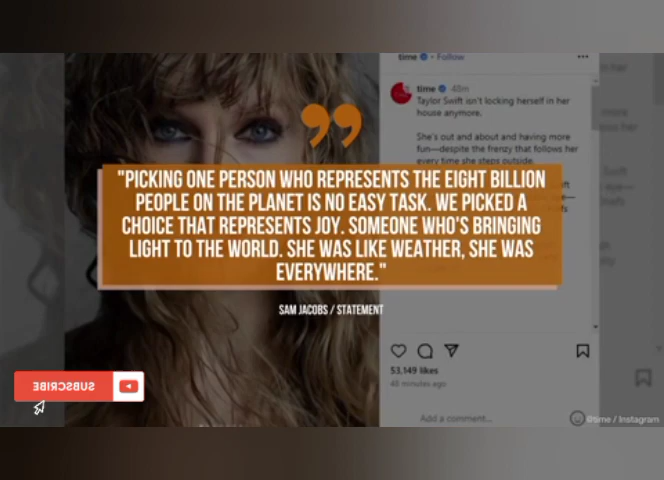 time • Follow
time 48m
Taylor Swift isn't locking herself in her
house anymore.
She's out and about and having more
fun—despite the frenzy that follows her
every time she steps outside.
"PICKING ONE PERSON WHO REPRESENTS THE EIGHT BILLION
PEOPLE ON THE PLANET IS NO EASY TASK. WE PICKED A
CHOICE THAT REPRESENTS JOY. SOMEONE WHO'S BRINGING
LIGHT TO THE WORLD. SHE WAS LIKE WEATHER, SHE WAS
EVERYWHERE."
SAM JACOBS / STATEMENT
53,149 likes
48 minutes ago
SUBSCRIBE
Add a comment...
@time / Instagram